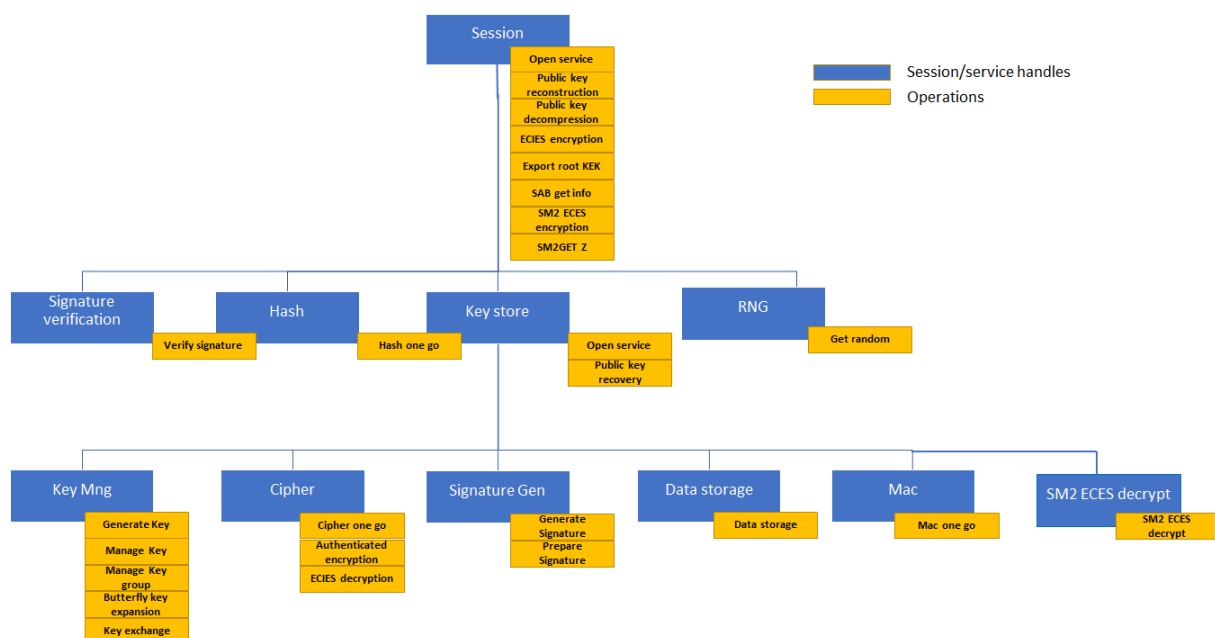 Session
Open service
Public key
reconstruction
Public key
decompression
ECIES encryption
Export root KEK
SAB get info
SM2 ECES
encryption
SM2GET Z
Session/service handles
Operations
Signature
verification
Verify signature
Hash
Hash one go
Key store
Open service
Public key
recovery
RNG
Get random
Key Mng
Generate Key
Manage Key
Manage Key
group
Butterfly key
expansion
Key exchange
Cipher
Cipher one go
Authenticated
encryption
ECIES decryption
Signature Gen
Generate
Signature
Prepare
Signature
Data storage
Data storage
Mac
Mac one go
SM2 ECES decrypt
SM2 ECES
decrypt